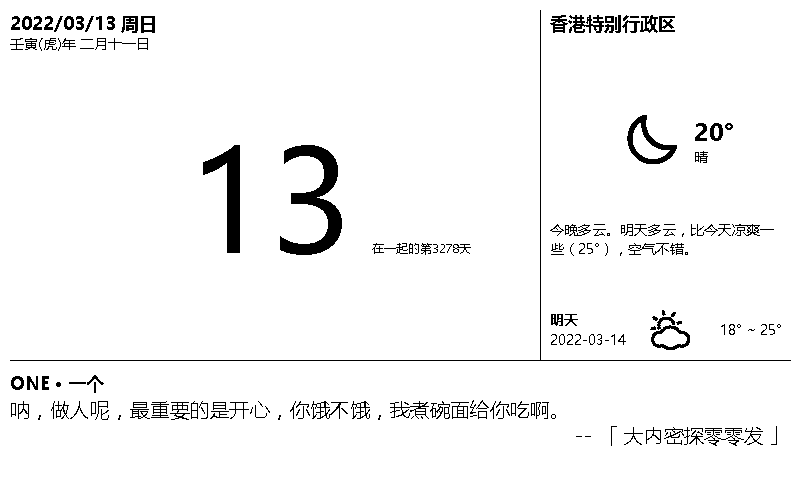 2022/03/13 周日
壬寅(虎)年 二月十一日
13
在一起的第3278天
香港特别行政区
20°
晴
今晚多云。明天多云，比今天凉爽一
些（25°），空气不错。
明天
2022-03-14
18° ~ 25°
ONE • 一个
呐，做人呢，最重要的是开心，你饿不饿，我煮碗面给你吃啊。
-- 「大内密探零零发」